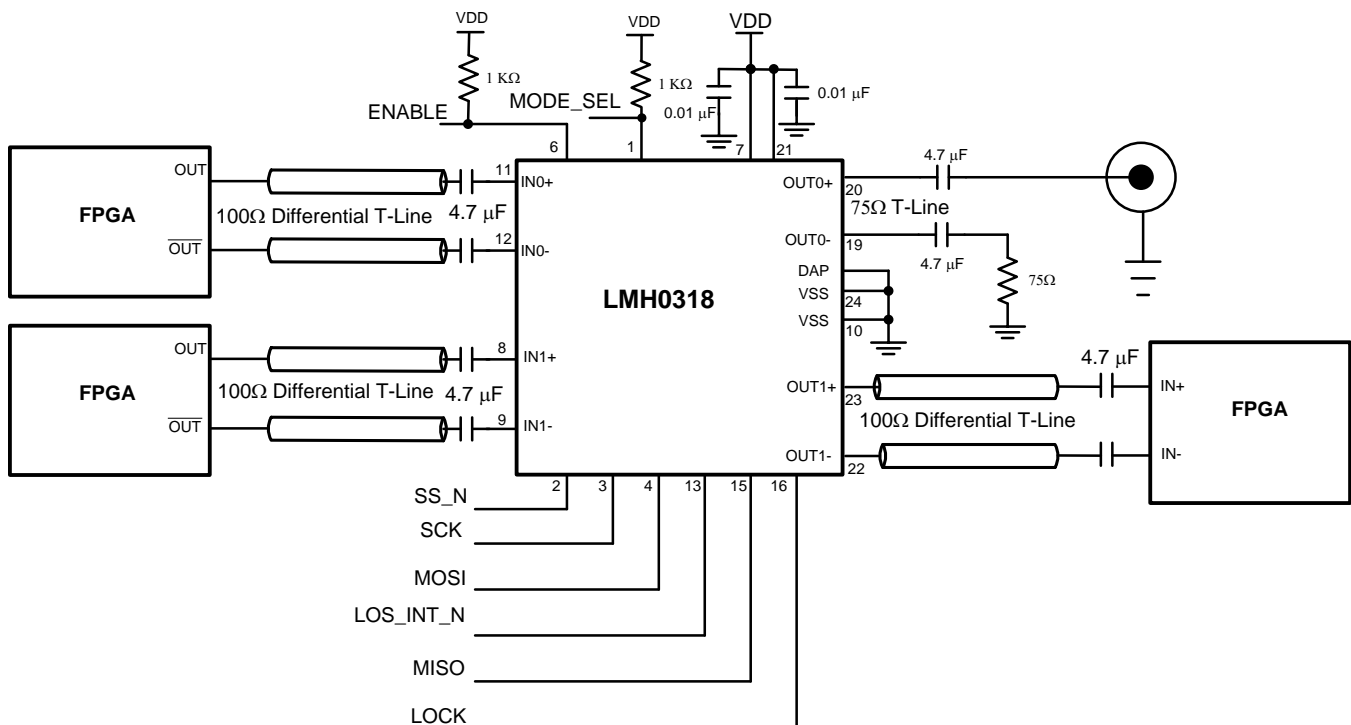 VDD
VDD
VDD
1 KΩ
1 KΩ
0.01 μF
0.01 μF
ENABLE
MODE_SEL
6
1
7
21
FPGA
OUT
OUT
100Ω Differential T-Line
4.7 μF
11
IN0+
12
IN0-
FPGA
OUT
OUT
100Ω Differential T-Line
4.7 μF
8
IN1+
9
IN1-
LMH0318
OUT0+
20
4.7 μF
75Ω T-Line
OUT0-
19
4.7 μF
75Ω
DAP
VSS
24
VSS
10
OUT1+
23
4.7 μF
100Ω Differential T-Line
OUT1-
22
IN+
FPGA
IN-
2
3
4
13
15
16
SS_N
SCK
MOSI
LOS_INT_N
MISO
LOCK